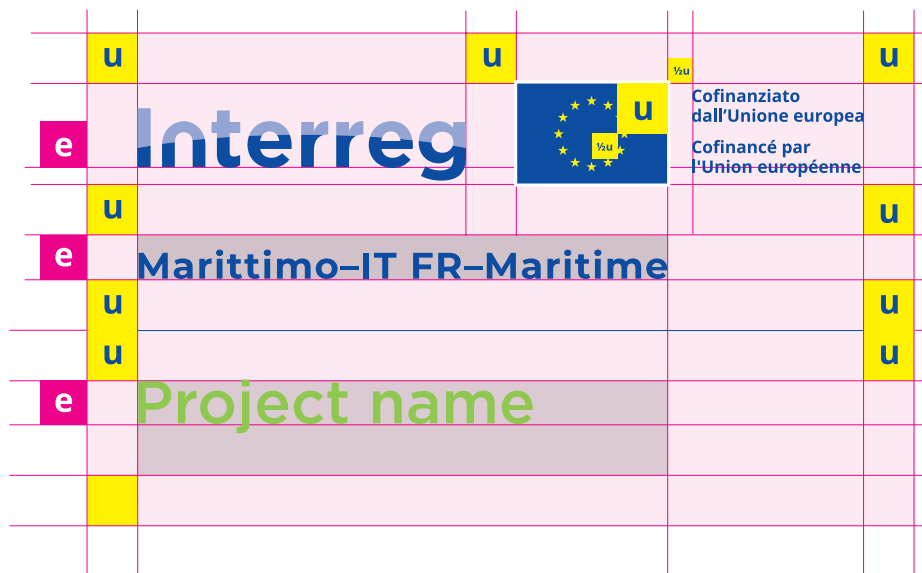 u u u
½u
Cofinanziato
u
dall'Unione europea
e Interreg
½u
Cofinancé par
l'Union européenne
u u
e Marittimo–IT FR–Maritime
u u
u u
e Project name